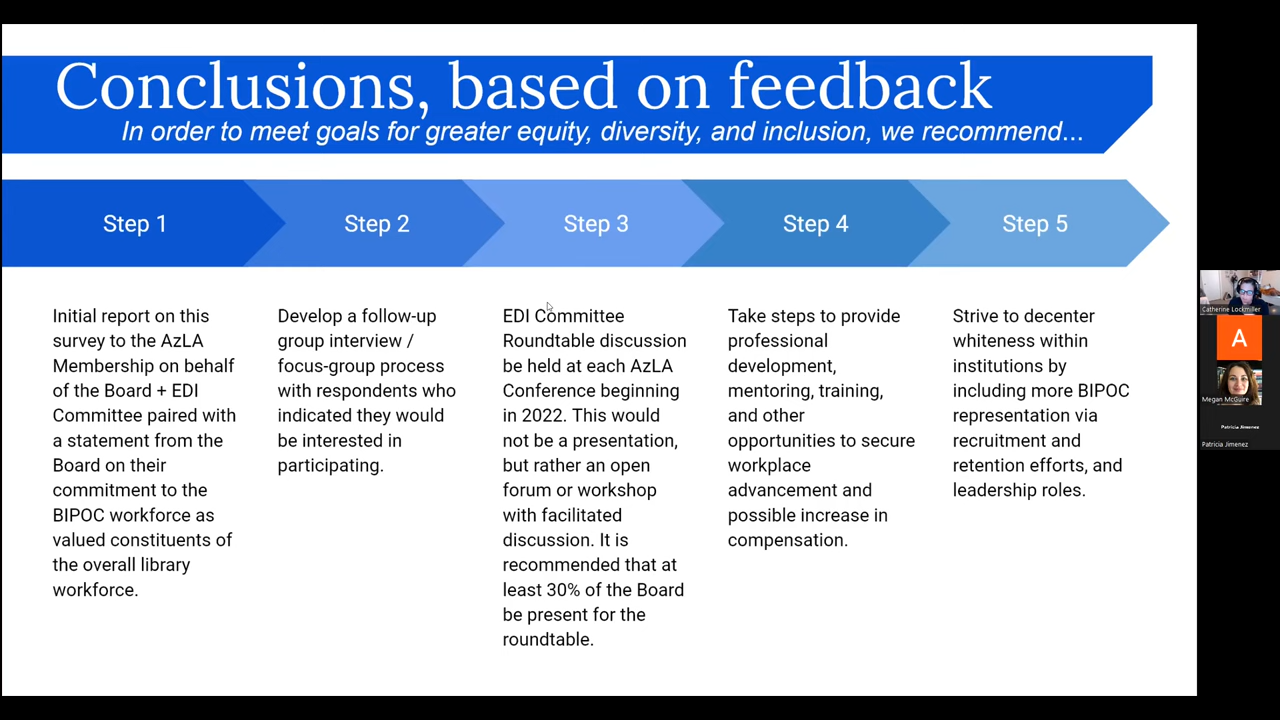 Conclusions, based on feedback
In order to meet goals for greater equity, diversity, and inclusion, we recommend...
Step 1
Step 2
Step 3
Step 4
Step 5
Initial report on this
survey to the AzLA
Membership on behalf
of the Board + EDI
Committee paired with
a statement from the
Board on their
commitment to the
BIPOC workforce as
valued constituents of
the overall library
workforce.
Develop a follow-up
group interview /
focus-group process
with respondents who
indicated they would
be interested in
participating.
EDI Committee
Roundtable discussion
be held at each AzLA
Conference beginning
in 2022. This would
not be a presentation,
but rather an open
forum or workshop
with facilitated
discussion. It is
recommended that at
least 30% of the Board
be present for the
roundtable.
Take steps to provide
professional
development,
mentoring, training,
and other
opportunities to secure
workplace
advancement and
possible increase in
compensation.
Strive to decenter
whiteness within
institutions by
including more BIPOC
representation via
recruitment and
retention efforts, and
leadership roles.
Catherine Lockmiller
A
Megan McGuire
Patricia Jimenez
Patricia Jimenez